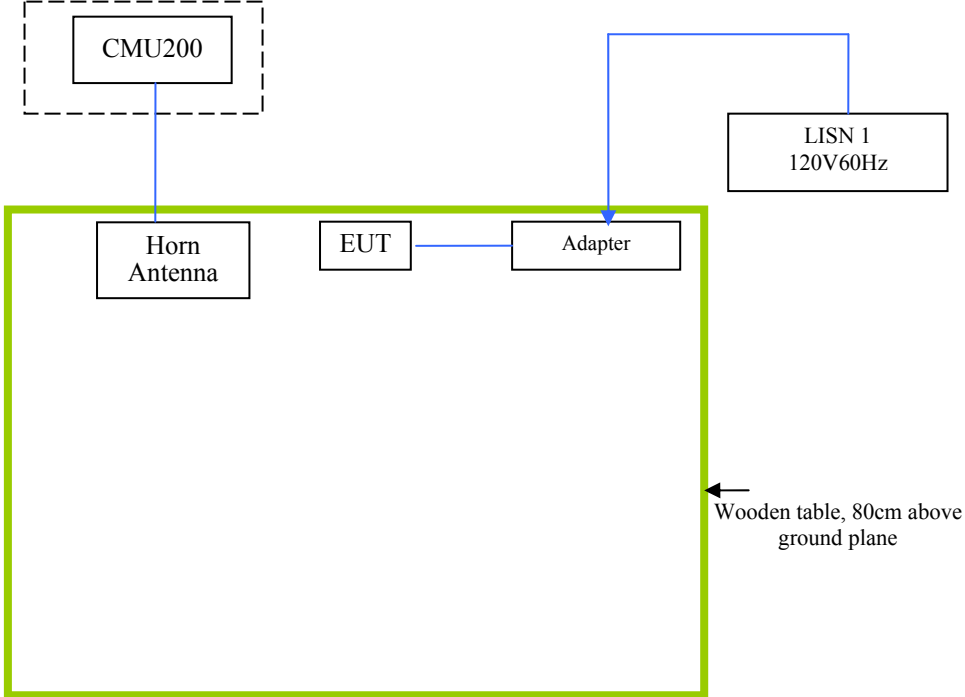 CMU200
LISN 1
120V60Hz
Horn
Antenna
EUT
Adapter
Wooden table, 80cm above
ground plane